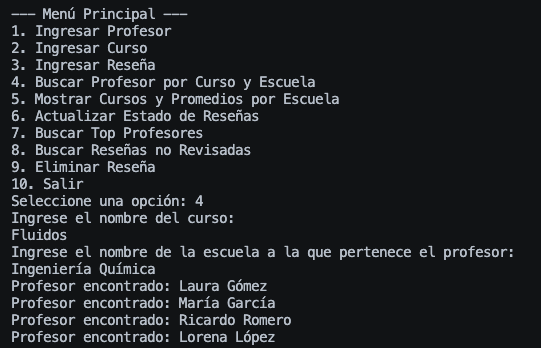 --- Menú Principal ---
1. Ingresar Profesor
2. Ingresar Curso
3. Ingresar Reseña
4. Buscar Profesor por Curso y Escuela
5. Mostrar Cursos y Promedios por Escuela
6. Actualizar Estado de Reseñas
7. Buscar Top Profesores
8. Buscar Reseñas no Revisadas
9. Eliminar Reseña
10. Salir
Seleccione una opción: 4
Ingrese el nombre del curso:
Fluidos
Ingrese el nombre de la escuela a la que pertenece el profesor:
Ingeniería Química
Profesor encontrado: Laura Gómez
Profesor encontrado: María García
Profesor encontrado: Ricardo Romero
Profesor encontrado: Lorena López